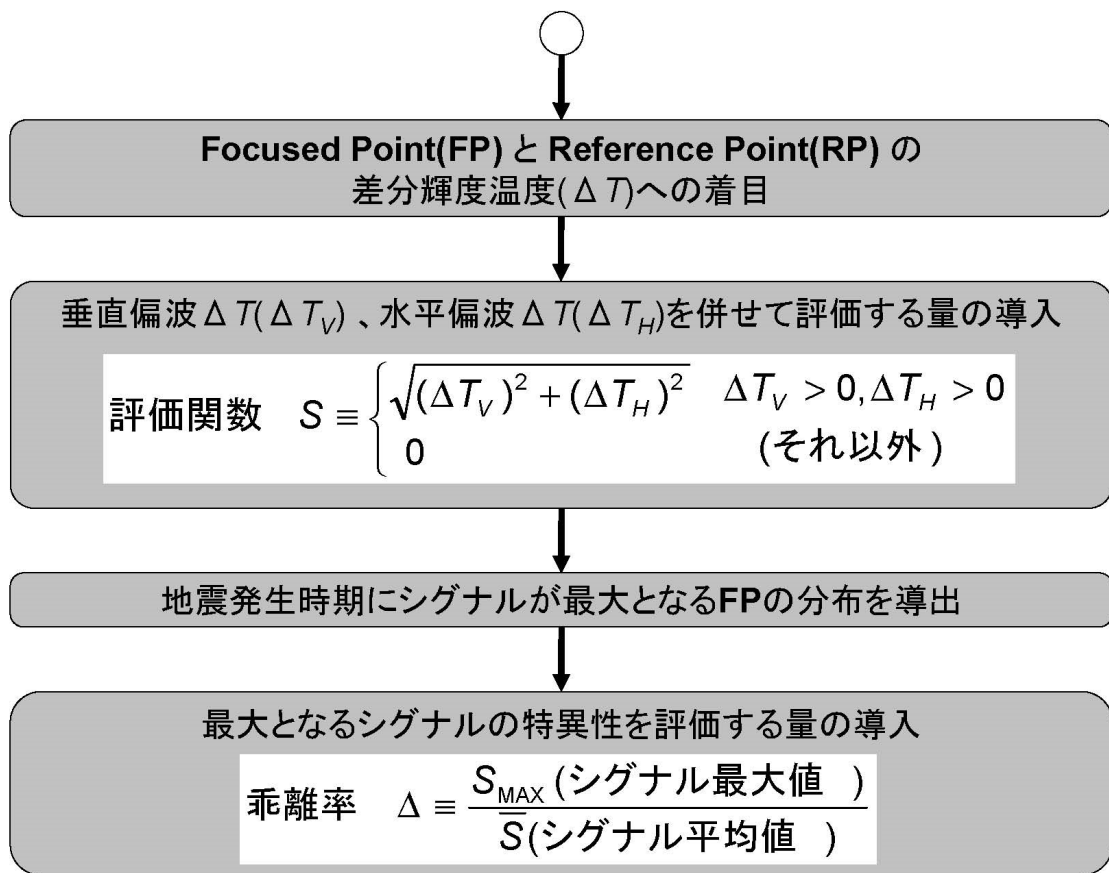 Focused Point(FP) と Reference Point(RP) の
差分輝度温度(ΔT)への着目
垂直偏波ΔT(ΔT_V) 、水平偏波ΔT(ΔT_H)を併せて評価する量の導入
評価関数 S ≡ { √((ΔT_V)² + (ΔT_H)²) ΔT_V > 0, ΔT_H > 0
0 (それ以外 )
地震発生時期にシグナルが最大となるFPの分布を導出
最大となるシグナルの特異性を評価する量の導入
乖離率 Δ ≡ S_MAX (シグナル最大値 )
S̅(シグナル平均値 )